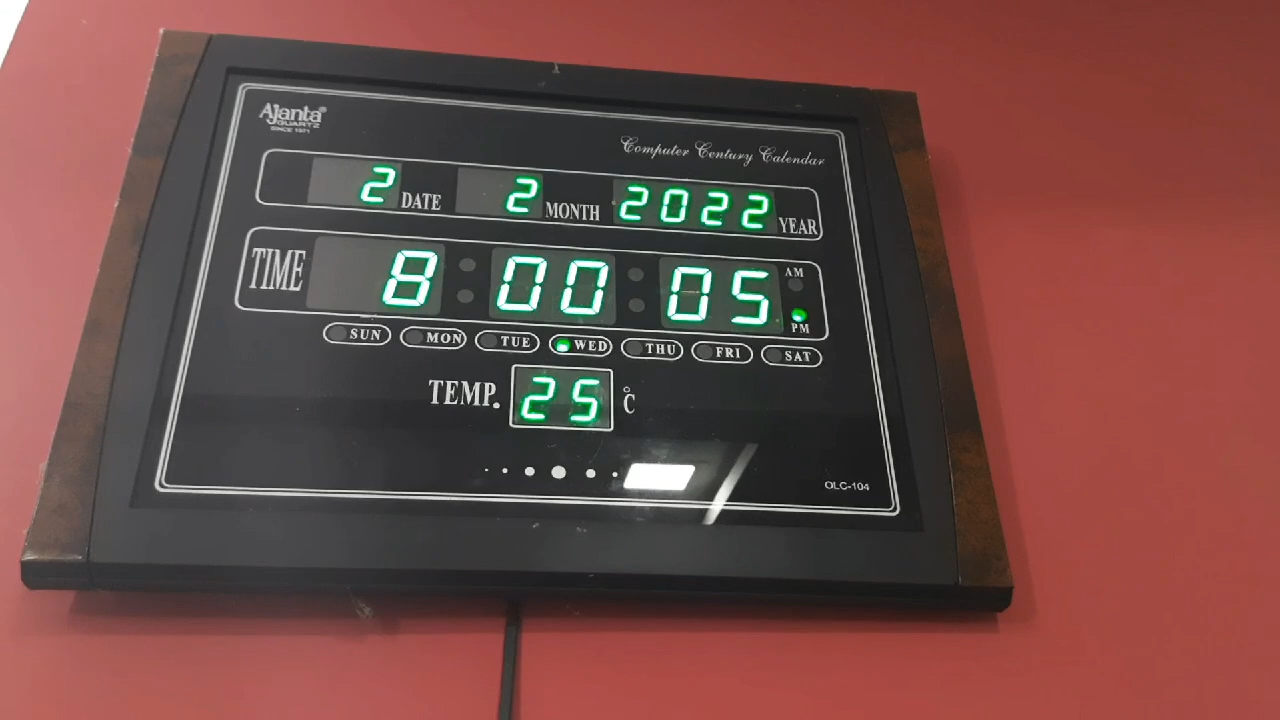 Ajanta
QUARTZ
SINCE 1971
Computer Century Calendar
2 DATE 2 MONTH 2022 YEAR
TIME 8:00:05 AM PM
SUN MON TUE WED THU FRI SAT
TEMP. 25 °C
OLC-104